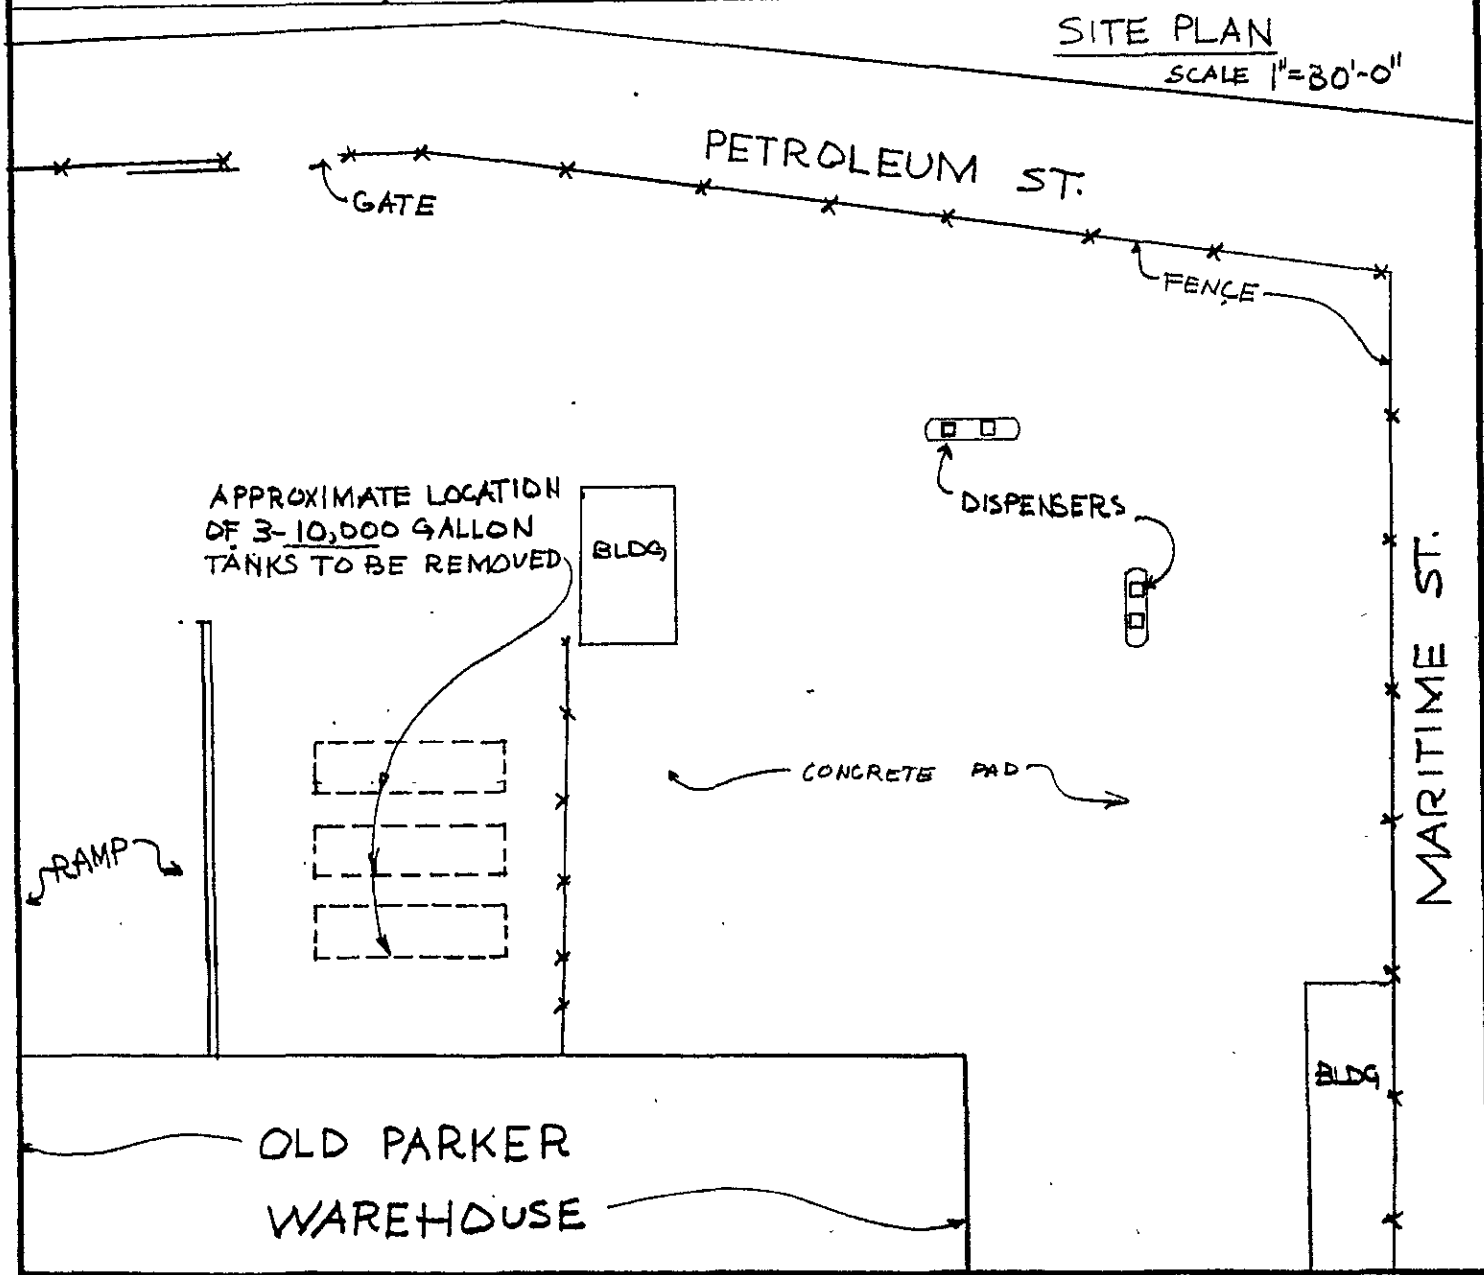 SITE PLAN
SCALE 1"=30'-0"
PETROLEUM ST.
GATE
FENCE
APPROXIMATE LOCATION
OF 3-10,000 GALLON
TANKS TO BE REMOVED
BLDG
DISPENSERS
MARITIME ST.
CONCRETE PAD
RAMP
BLDG
OLD PARKER
WAREHOUSE